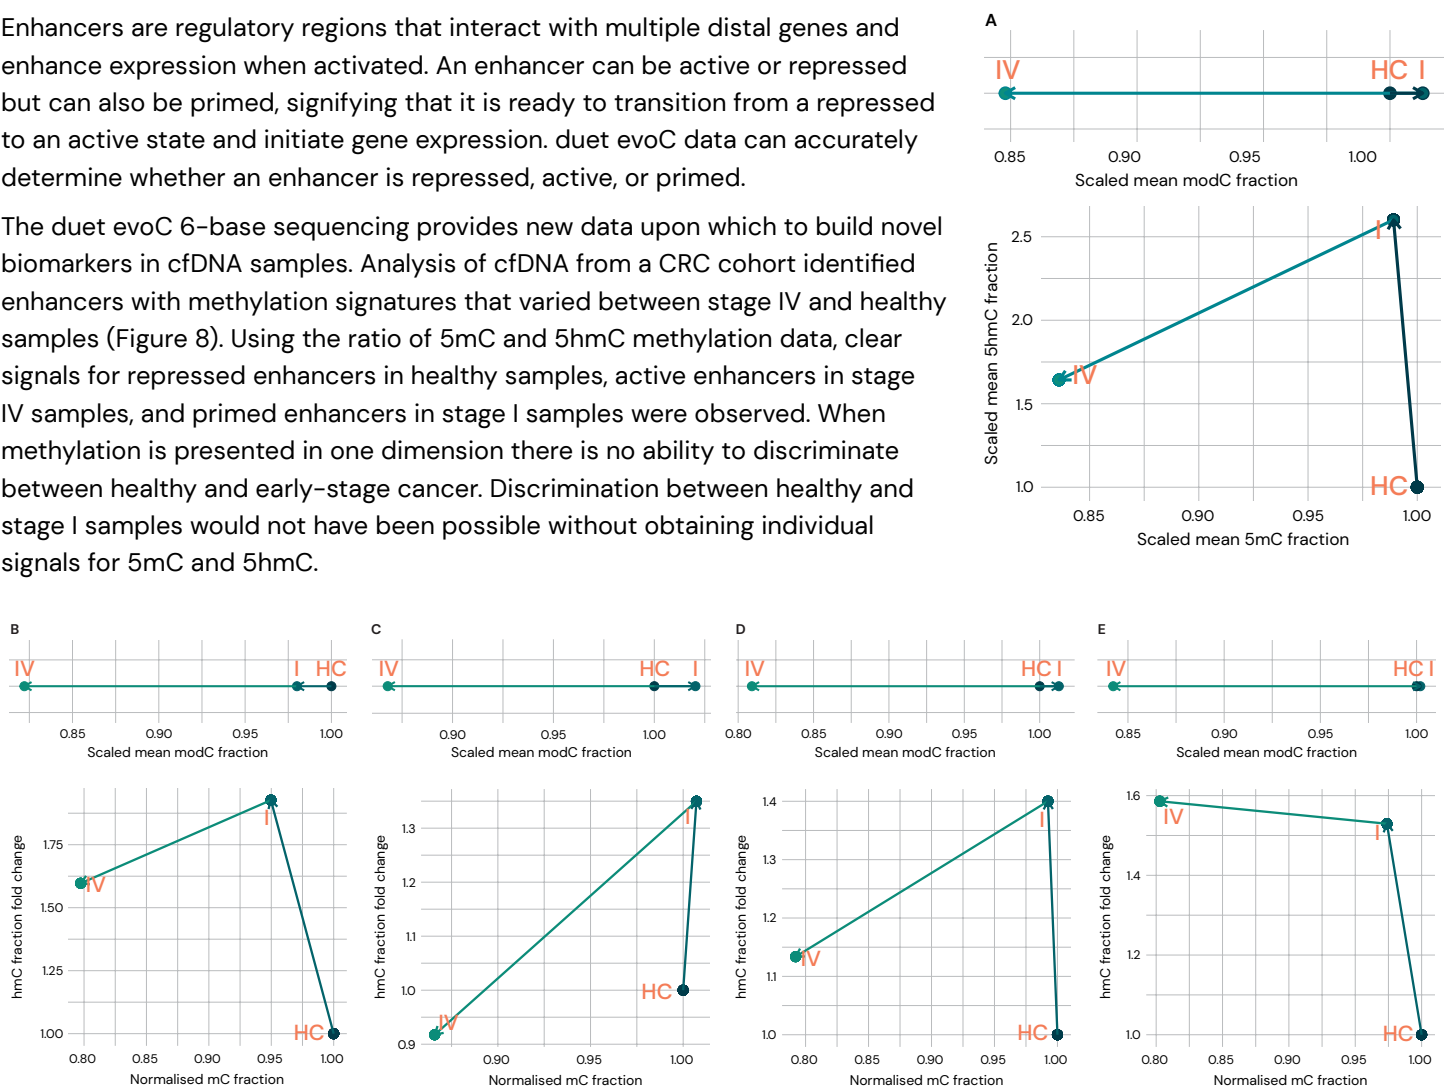 Enhancers are regulatory regions that interact with multiple distal genes and
enhance expression when activated. An enhancer can be active or repressed
but can also be primed, signifying that it is ready to transition from a repressed
to an active state and initiate gene expression. duet evoC data can accurately
determine whether an enhancer is repressed, active, or primed.
The duet evoC 6-base sequencing provides new data upon which to build novel
biomarkers in cfDNA samples. Analysis of cfDNA from a CRC cohort identified
enhancers with methylation signatures that varied between stage IV and healthy
samples (Figure 8). Using the ratio of 5mC and 5hmC methylation data, clear
signals for repressed enhancers in healthy samples, active enhancers in stage
IV samples, and primed enhancers in stage I samples were observed. When
methylation is presented in one dimension there is no ability to discriminate
between healthy and early-stage cancer. Discrimination between healthy and
stage I samples would not have been possible without obtaining individual
signals for 5mC and 5hmC.
A
IV HC I
0.85 0.90 0.95 1.00
Scaled mean modC fraction
Scaled mean 5hmC fraction
2.5
2.0
1.5
1.0
I
IV
HC
0.85 0.90 0.95 1.00
Scaled mean 5mC fraction
B
IV I HC
0.85 0.90 0.95 1.00
Scaled mean modC fraction
hmC fraction fold change
1.75
1.50
1.25
1.00
I
IV
HC
0.80 0.85 0.90 0.95 1.00
Normalised mC fraction
C
IV HC I
0.90 0.95 1.00
Scaled mean modC fraction
hmC fraction fold change
1.3
1.2
1.1
1.0
0.9
I
HC
IV
0.90 0.95 1.00
Normalised mC fraction
D
IV HC I
0.80 0.85 0.90 0.95 1.00
Scaled mean modC fraction
hmC fraction fold change
1.4
1.3
1.2
1.1
1.0
I
IV
HC
0.80 0.85 0.90 0.95 1.00
Normalised mC fraction
E
IV HC I
0.85 0.90 0.95 1.00
Scaled mean modC fraction
hmC fraction fold change
1.6
1.4
1.2
1.0
IV
I
HC
0.80 0.85 0.90 0.95 1.00
Normalised mC fraction